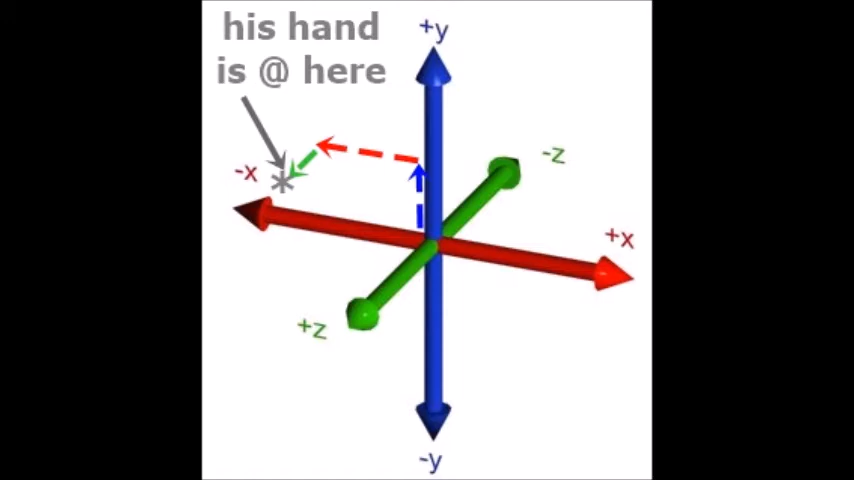 his hand
is @ here
+y
-z
-x
*
+x
+z
-y